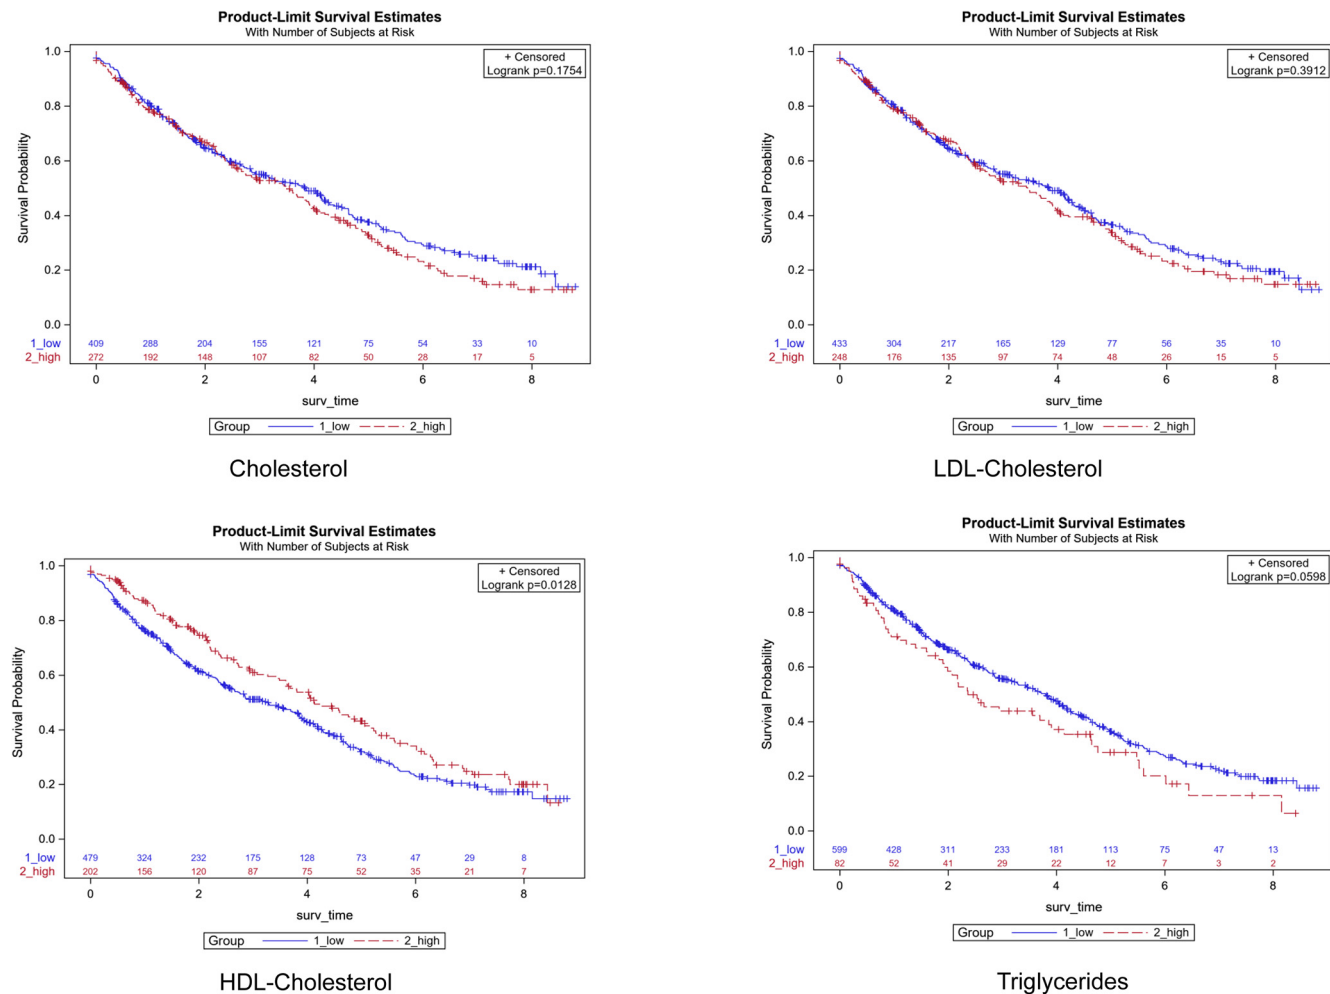 Product-Limit Survival Estimates
With Number of Subjects at Risk
+ Censored
Logrank p=0.1754
Survival Probability
1.0
0.8
0.6
0.4
0.2
0.0
1_low 409 288 204 155 121 75 54 33 10
2_high 272 192 148 107 82 50 28 17 5
0 2 4 6 8
surv_time
Group 1_low 2_high
Cholesterol
Product-Limit Survival Estimates
With Number of Subjects at Risk
+ Censored
Logrank p=0.3912
Survival Probability
1.0
0.8
0.6
0.4
0.2
0.0
1_low 433 304 217 165 129 77 56 35 10
2_high 248 176 135 97 74 48 26 15 5
0 2 4 6 8
surv_time
Group 1_low 2_high
LDL-Cholesterol
Product-Limit Survival Estimates
With Number of Subjects at Risk
+ Censored
Logrank p=0.0128
Survival Probability
1.0
0.8
0.6
0.4
0.2
0.0
1_low 479 324 232 175 128 73 47 29 8
2_high 202 156 120 87 75 52 35 21 7
0 2 4 6 8
surv_time
Group 1_low 2_high
HDL-Cholesterol
Product-Limit Survival Estimates
With Number of Subjects at Risk
+ Censored
Logrank p=0.0598
Survival Probability
1.0
0.8
0.6
0.4
0.2
0.0
1_low 599 428 311 233 181 113 75 47 13
2_high 82 52 41 29 22 12 7 3 2
0 2 4 6 8
surv_time
Group 1_low 2_high
Triglycerides